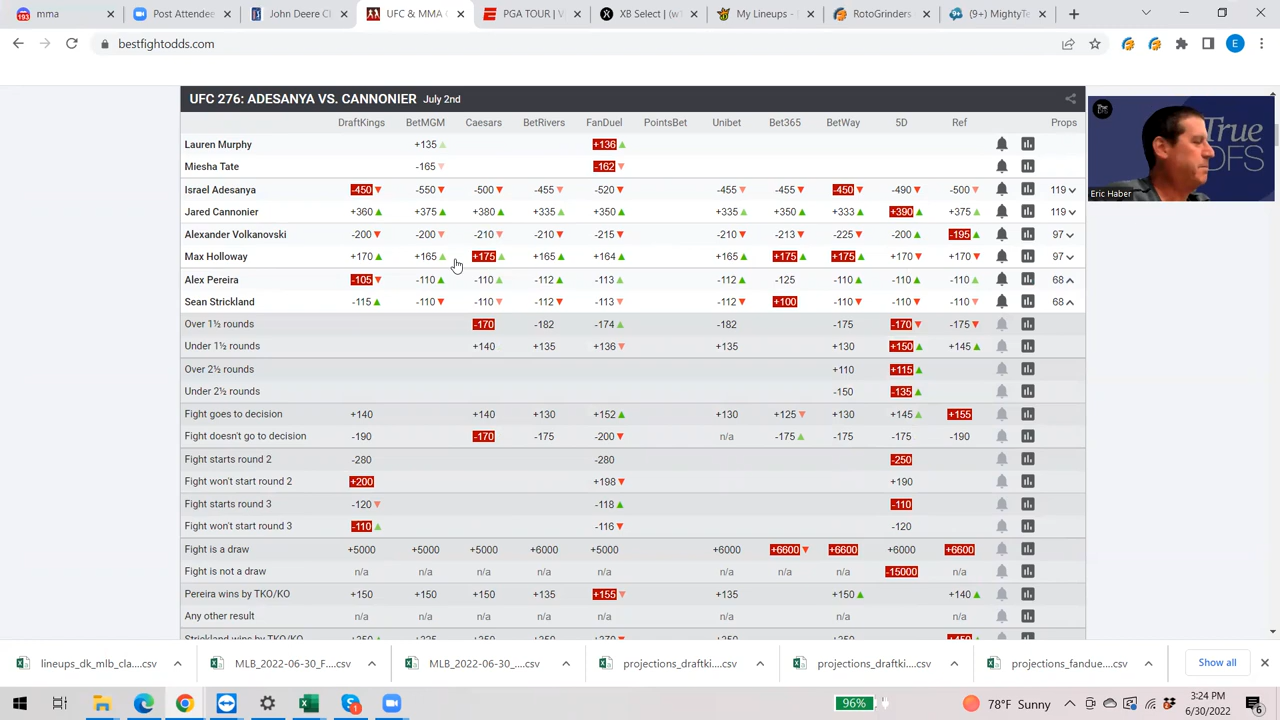 193 mma
Post Attendee
John Deere Cl
UFC & MMA
PGA TOUR | V
XB Select | (w1
My Lineups -
RotoGrinders
(9+) MightyTe
bestfightodds.com
E
UFC 276: ADESANYA VS. CANNONIER July 2nd
DraftKings BetMGM Caesars BetRivers FanDuel PointsBet Unibet Bet365 BetWay 5D Ref Props
Lauren Murphy +135 +136
Miesha Tate -165 -162
Israel Adesanya -450 -550 -500 -455 -520 -455 -455 -450 -490 -500 119
Jared Cannonier +360 +375 +380 +335 +350 +335 +350 +333 +390 +375 119
Alexander Volkanovski -200 -200 -210 -210 -215 -210 -213 -225 -200 -195 97
Max Holloway +170 +165 +175 +165 +164 +165 +175 +175 +170 +170 97
Alex Pereira -105 -110 -110 -112 -113 -112 -125 -110 -110 -110 68
Sean Strickland -115 -110 -110 -112 -113 -112 +100 -110 -110 -110 68
Over 1½ rounds -170 -182 -174 -182 -175 -170 -175
Under 1½ rounds +140 +135 +136 +135 +130 +150 +145
Over 2½ rounds +110 +115
Under 2½ rounds -150 -135
Fight goes to decision +140 +140 +130 +152 +130 +125 +130 +145 +155
Fight doesn't go to decision -190 -170 -175 -200 n/a -175 -175 -175 -190
Fight starts round 2 -280 -280 -250
Fight won't start round 2 +200 +198 +190
Fight starts round 3 -120 -118 -110
Fight won't start round 3 -110 -116 -120
Fight is a draw +5000 +5000 +5000 +6000 +5000 +6000 +6600 +6600 +6000 +6600
Fight is not a draw n/a n/a n/a n/a n/a n/a n/a n/a -15000 n/a
Pereira wins by TKO/KO +150 +150 +150 +135 +155 +135 +150 +140
Any other result n/a n/a n/a n/a n/a n/a n/a n/a
Strickland wins by TKO/KO
True
DFS
Eric Haber
lineups_dk_mlb_cla....csv
MLB_2022-06-30_F....csv
MLB_2022-06-30_....csv
projections_draftki....csv
projections_draftki....csv
projections_fandue....csv
Show all
96%
78°F Sunny
3:24 PM
6/30/2022
6